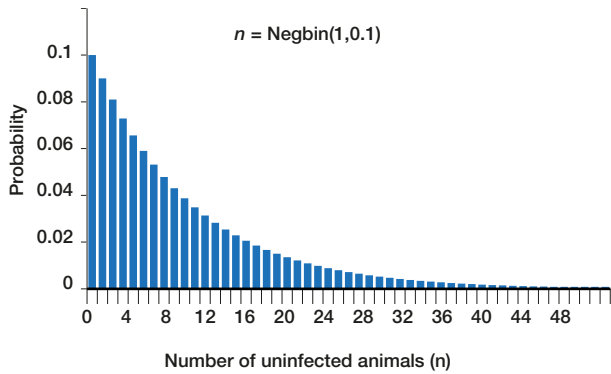 n = Negbin(1,0.1)
Probability
0.1
0.08
0.06
0.04
0.02
0
0 4 8 12 16 20 24 28 32 36 40 44 48
Number of uninfected animals (n)